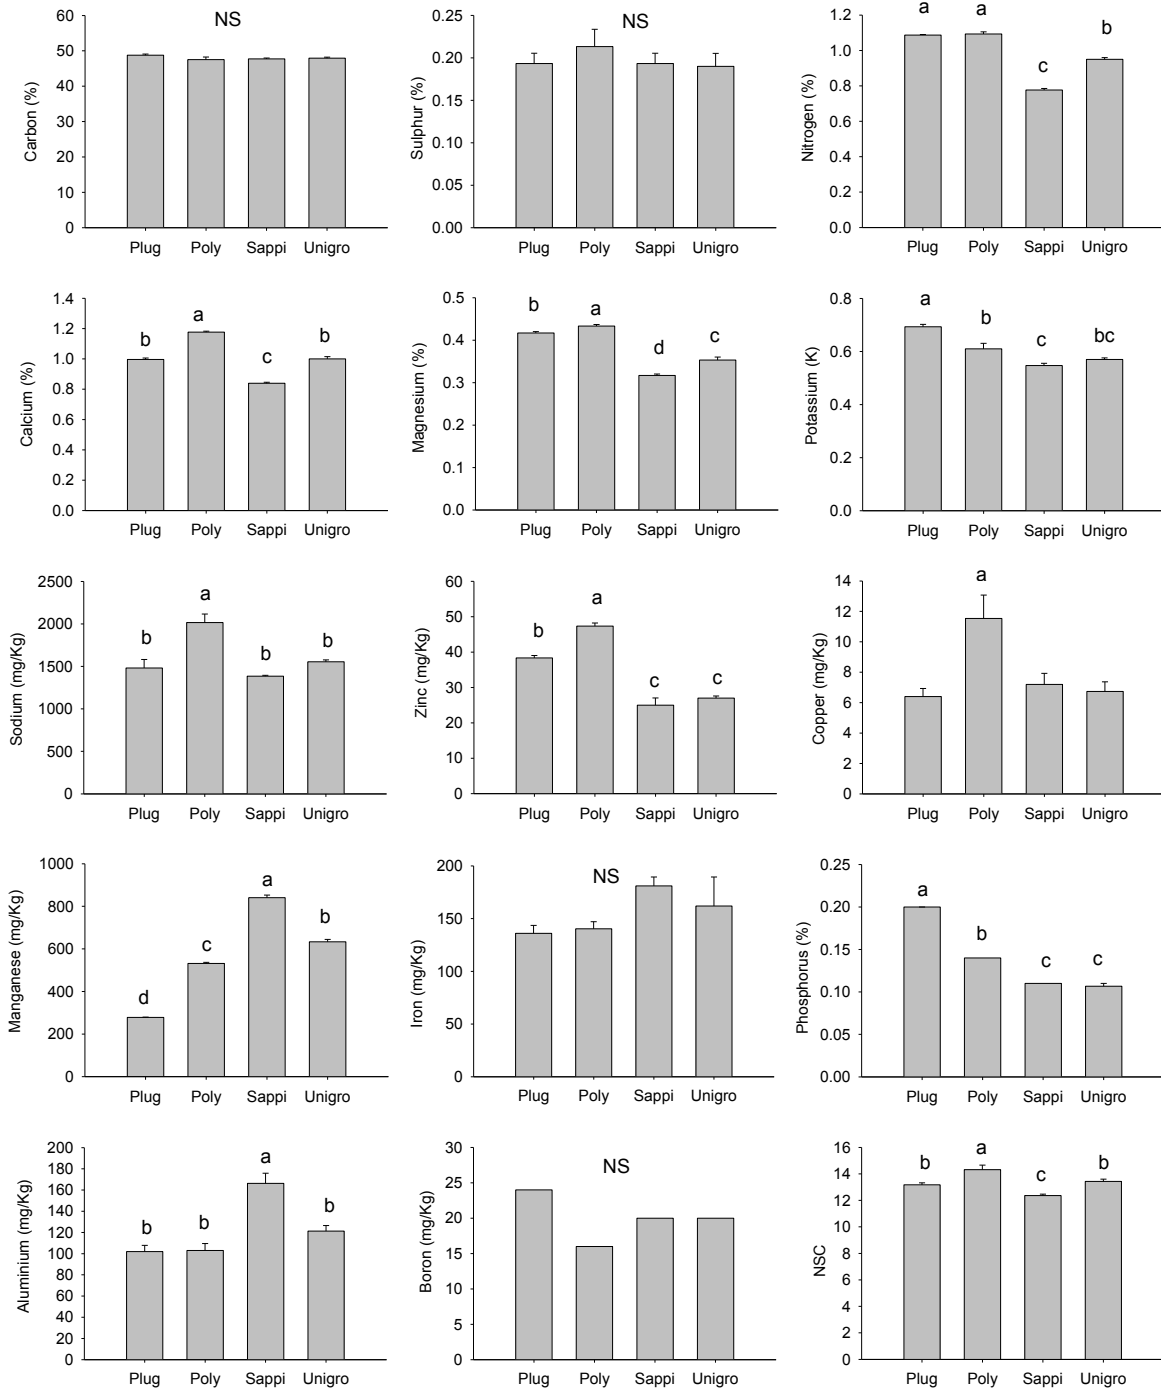 Carbon (%)
60
50
40
30
20
10
0
NS
Plug Poly Sappi Unigro
Sulphur (%)
0.25
0.20
0.15
0.10
0.05
0.00
NS
Plug Poly Sappi Unigro
Nitrogen (%)
1.2
1.0
0.8
0.6
0.4
0.2
0.0
a a c b
Plug Poly Sappi Unigro
Calcium (%)
1.4
1.2
1.0
0.8
0.6
0.4
0.2
0.0
b a c b
Plug Poly Sappi Unigro
Magnesium (%)
0.5
0.4
0.3
0.2
0.1
0.0
b a d c
Plug Poly Sappi Unigro
Potassium (K)
0.8
0.6
0.4
0.2
0.0
a b c bc
Plug Poly Sappi Unigro
Sodium (mg/Kg)
2500
2000
1500
1000
500
0
b a b b
Plug Poly Sappi Unigro
Zinc (mg/Kg)
60
50
40
30
20
10
0
b a c c
Plug Poly Sappi Unigro
Copper (mg/Kg)
14
12
10
8
6
4
2
0
a
Plug Poly Sappi Unigro
Manganese (mg/Kg)
1000
800
600
400
200
0
d c a b
Plug Poly Sappi Unigro
Iron (mg/Kg)
200
150
100
50
0
NS
Plug Poly Sappi Unigro
Phosphorus (%)
0.25
0.20
0.15
0.10
0.05
0.00
a b c c
Plug Poly Sappi Unigro
Aluminium (mg/Kg)
200
180
160
140
120
100
80
60
40
20
0
b b a b
Plug Poly Sappi Unigro
Boron (mg/Kg)
30
25
20
15
10
5
0
NS
Plug Poly Sappi Unigro
NSC
16
14
12
10
8
6
4
2
0
b a c b
Plug Poly Sappi Unigro